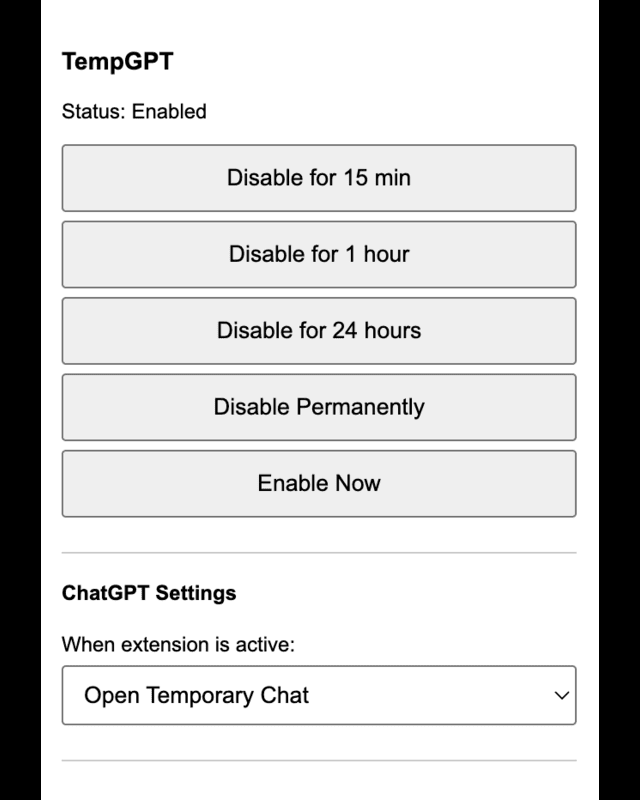 TempGPT
Status: Enabled
Disable for 15 min
Disable for 1 hour
Disable for 24 hours
Disable Permanently
Enable Now
ChatGPT Settings
When extension is active:
Open Temporary Chat